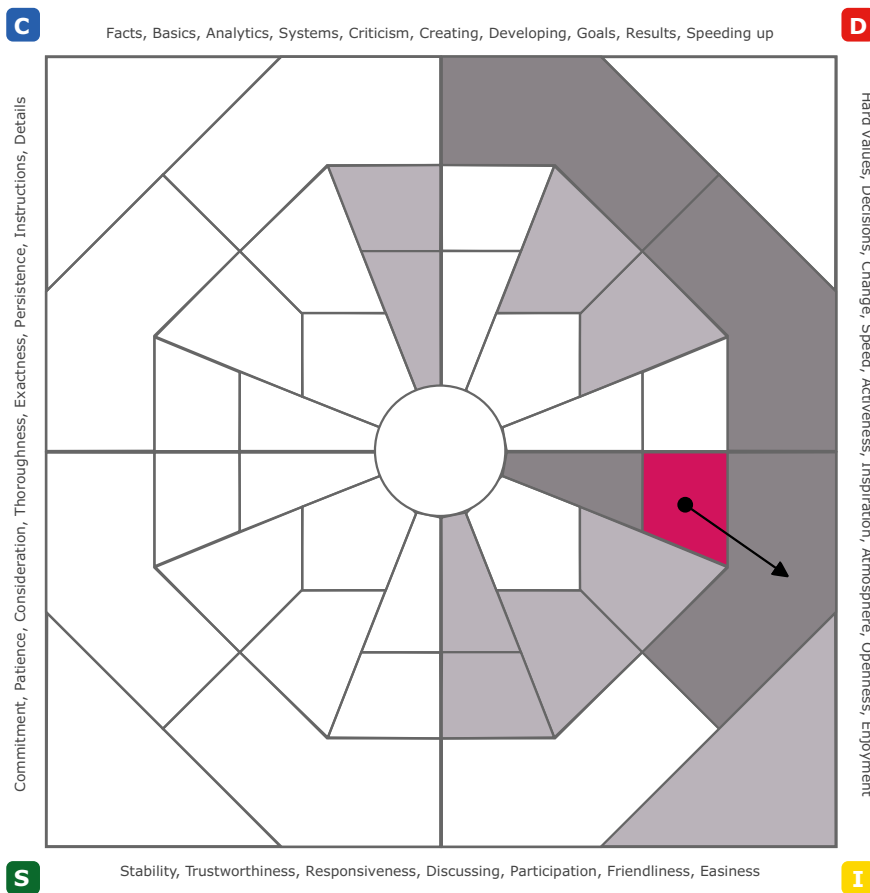 C
Facts, Basics, Analytics, Systems, Criticism, Creating, Developing, Goals, Results, Speeding up
D
Commitment, Patience, Consideration, Thoroughness, Exactness, Persistence, Instructions, Details
Hard values, Decisions, Change, Speed, Activeness, Inspiration, Atmosphere, Openness, Enjoyment
S
Stability, Trustworthiness, Responsiveness, Discussing, Participation, Friendliness, Easiness
I